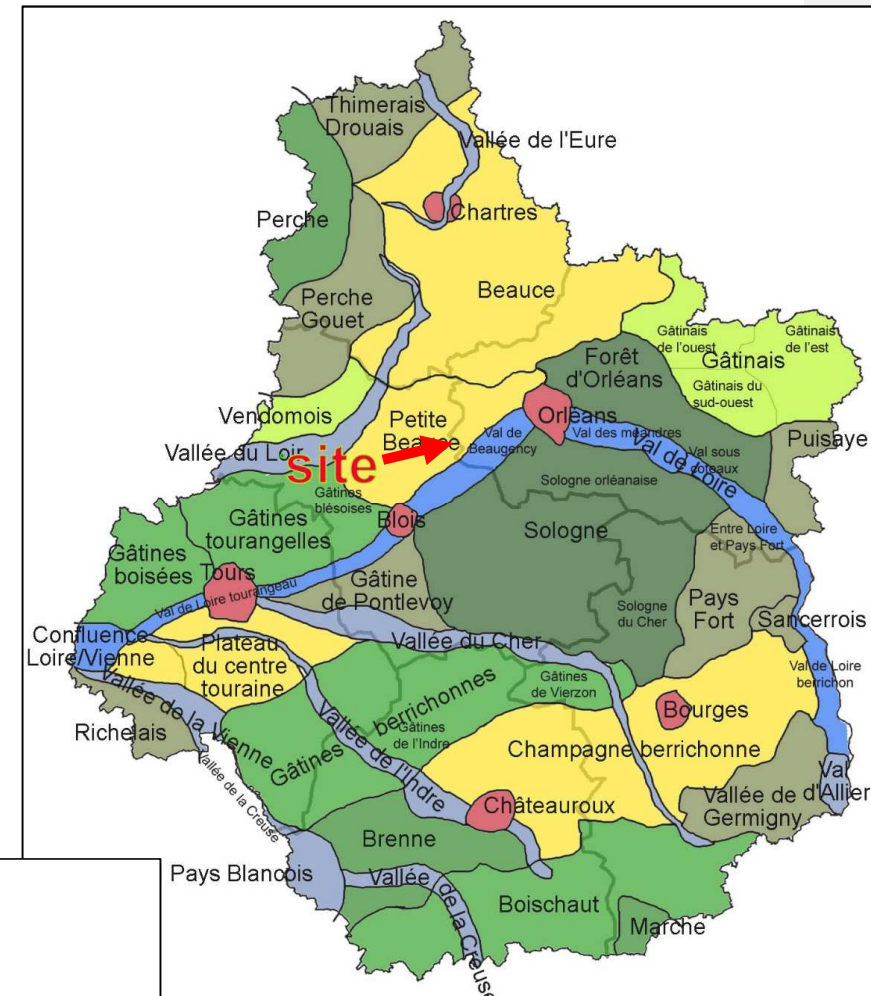 Thimerais
Drouais
Vallée de l'Eure
Chartres
Perche
Beauce
Perche
Gouet
Gâtinais
de l'ouest
Gâtinais
de l'est
Gâtinais
Gâtinais du
sud-ouest
Forêt
d'Orléans
Vendomois
Petite
Beauce
Orléans
Val de
Beaugency
Val des méandres
Val de Loire
Val sous
coteaux
Puisaye
Vallée du Loir
site
Gâtines
blésoises
Sologne orléanaise
Gâtines
tourangelles
Blois
Sologne
Entre Loire
et Pays Fort
Gâtines
boisées
Tours
Val de Loire tourangeau
Gâtine
de Pontlevoy
Sologne
du Cher
Pays
Fort
Sancerrois
Confluence
Loire/Vienne
Plateau
du centre
touraine
Vallée du Cher
Val de Loire
berrichon
Gâtines
de Vierzon
Vallée de la Vienne
Richelais
Gâtines berrichonnes
Gâtines
de l'Indre
Vallée de l'Indre
Bourges
Champagne berrichonne
Vallée de la Creuse
Châteauroux
Vallée de
Germigny
Val
d'Allier
Brenne
Pays Blancois
Vallée de la Creuse
Boischaut
Marche